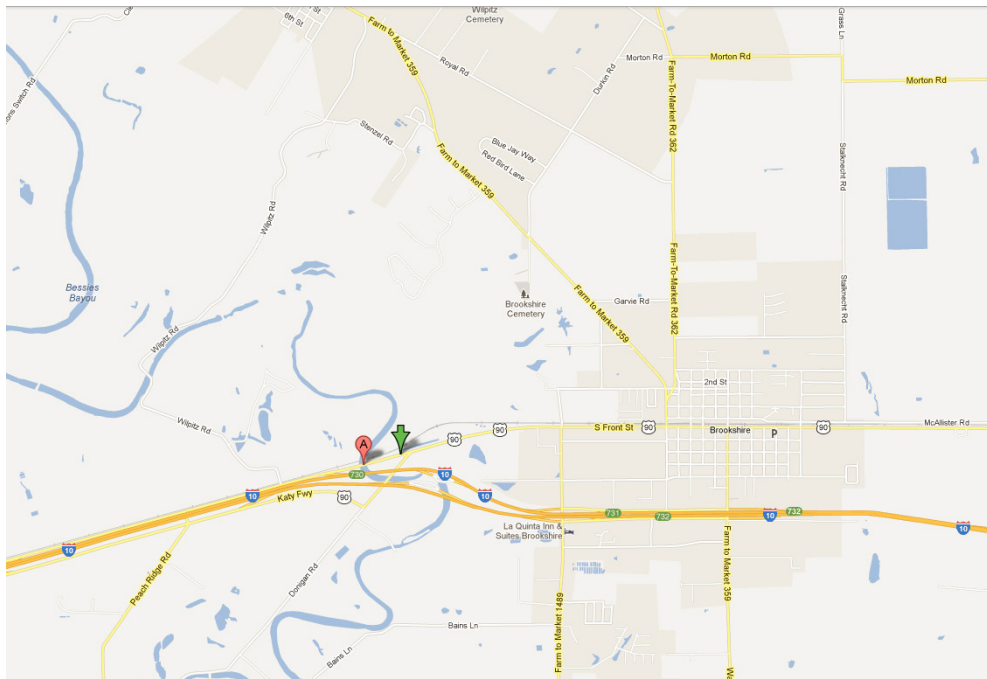 Wilpitz
Cemetery
6th St
Cla
ons Switch Rd
Farm to Market 359
Royal Rd
Durkin Rd
Morton Rd
Morton Rd
Morton Rd
Grass Ln
Farm-To-Market Rd 362
Stenzel Rd
Blue Jay Way
Red Bird Lane
Farm to Market 359
Stalknecht Rd
Wilpitz Rd
Bessies
Bayou
Farm-To-Market Rd 362
Stalknecht Rd
Brookshire
Cemetery
Garvie Rd
Farm to Market 359
Wilpitz Rd
2nd St
Wilpitz Rd
S Front St
90
90
90
90
Brookshire
P
McAllister Rd
A
730
10
10
10
Katy Fwy
90
La Quinta Inn &
Suites Brookshire
731
732
10
732
10
10
Peach Ridge Rd
Donigan Rd
Farm to Market 359
Farm to Market 1489
Bains Ln
Bains Ln